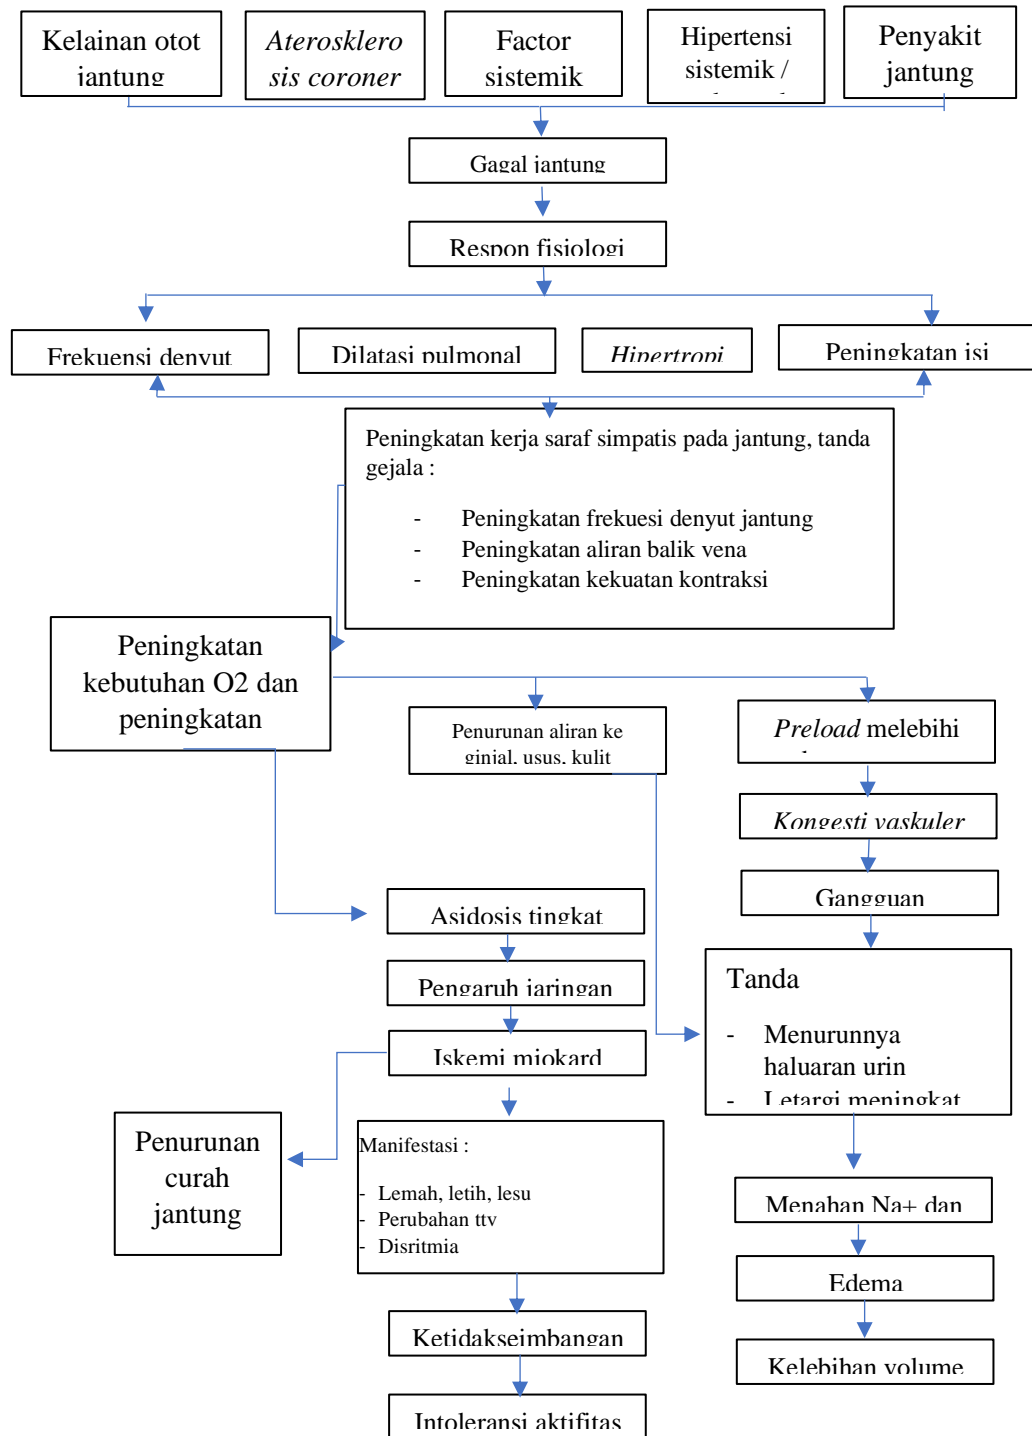 Kelainan otot
jantung
Aterosklero
sis coroner
Factor
sistemik
Hipertensi
sistemik /
Penyakit
jantung
Gagal jantung
Respon fisiologi
Frekuensi denyut
Dilatasi pulmonal
Hipertropi
Peningkatan isi
Peningkatan kerja saraf simpatis pada jantung, tanda
gejala :
- Peningkatan frekuesi denyut jantung
- Peningkatan aliran balik vena
- Peningkatan kekuatan kontraksi
Peningkatan
kebutuhan O2 dan
peningkatan
Penurunan aliran ke
ginjal, usus, kulit
Preload melebihi
Kongesti vaskuler
Gangguan
Asidosis tingkat
Pengaruh jaringan
Iskemi miokard
Tanda
- Menurunnya
haluaran urin
- Letargi meningkat
Penurunan
curah
jantung
Manifestasi :
- Lemah, letih, lesu
- Perubahan ttv
- Disritmia
Menahan Na+ dan
Edema
Kelebihan volume
Ketidakseimbangan
Intoleransi aktifitas